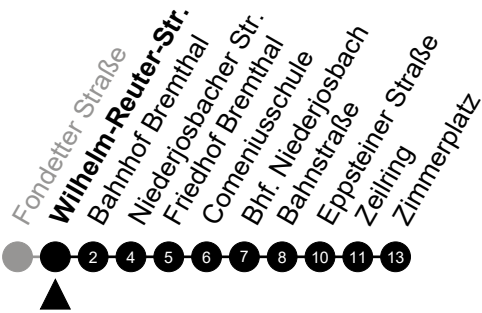 Fondetter Straße
Wilhelm-Reuter-Str.
Bahnhof Bremthal
Niederjosbacher Str.
Friedhof Bremthal
Comeniusschule
Bhf. Niederjosbach
Bahnstraße
Eppsteiner Straße
Zeilring
Zimmerplatz
2 4 5 6 7 8 10 11 13